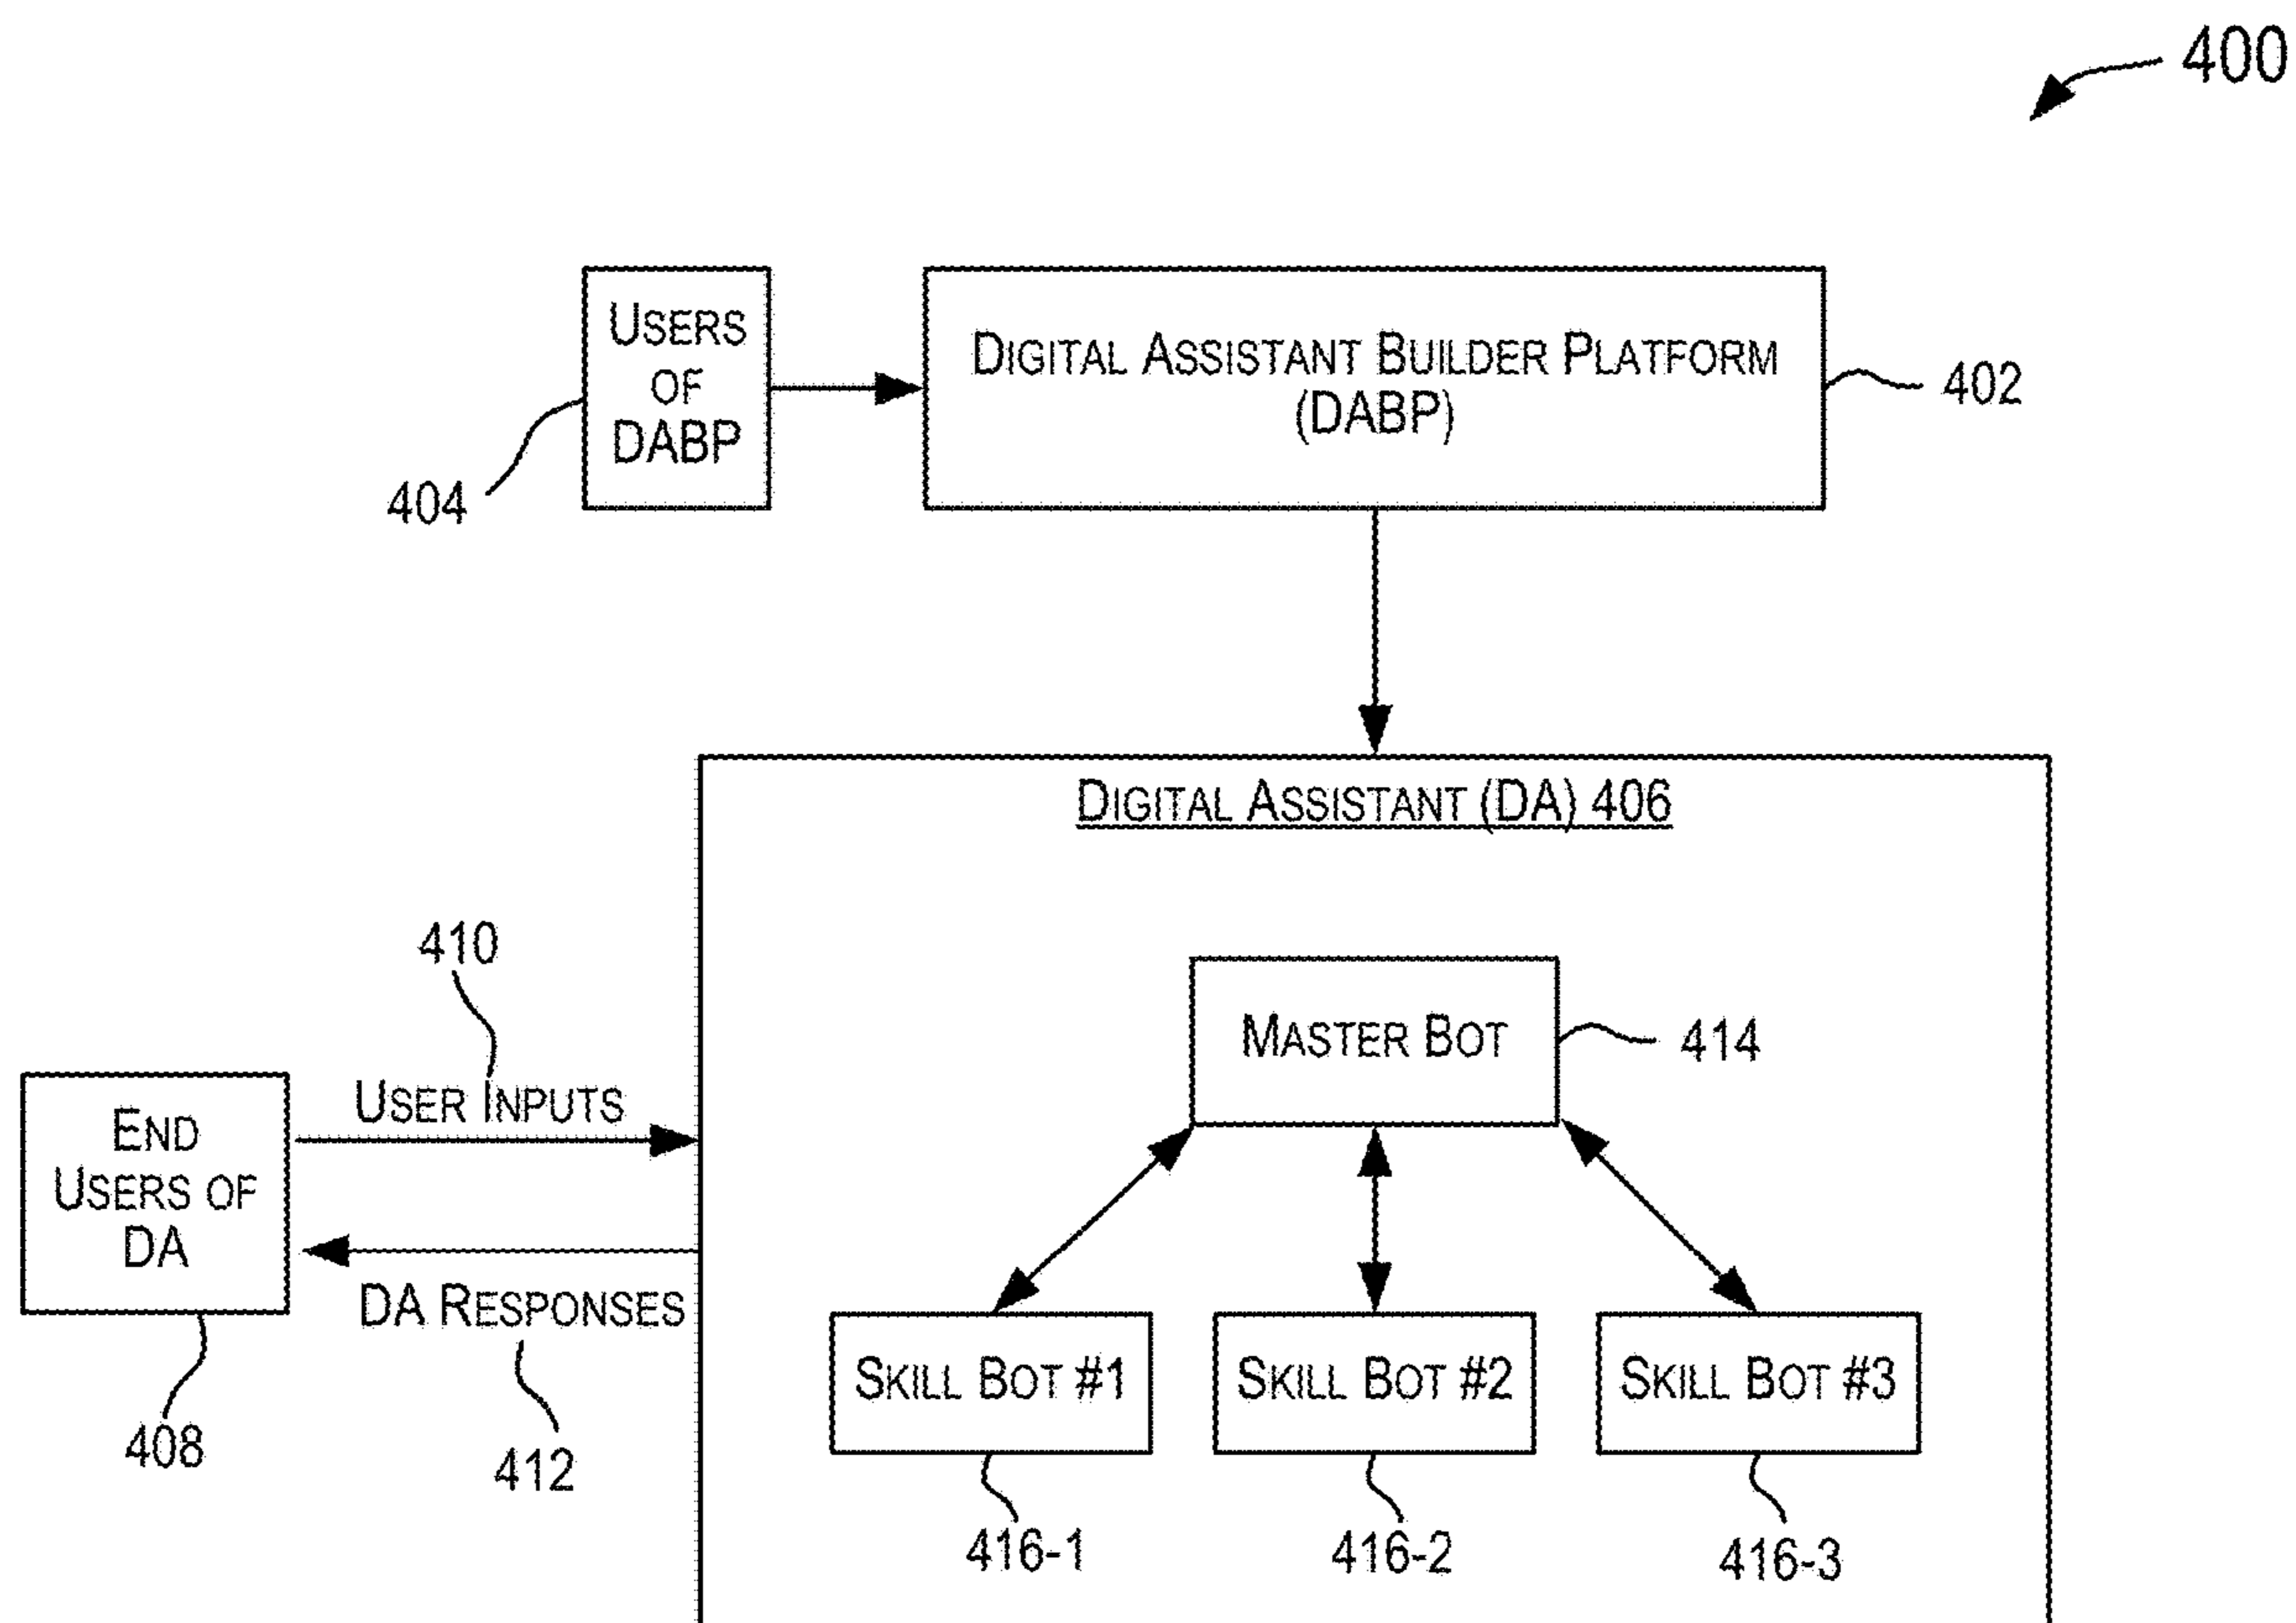 400
USERS
OF
DABP
404
DIGITAL ASSISTANT BUILDER PLATFORM
(DABP)
402
DIGITAL ASSISTANT (DA) 406
410
USER INPUTS
END
USERS OF
DA
DA RESPONSES
408
412
MASTER BOT
414
SKILL BOT #1
SKILL BOT #2
SKILL BOT #3
416-1
416-2
416-3